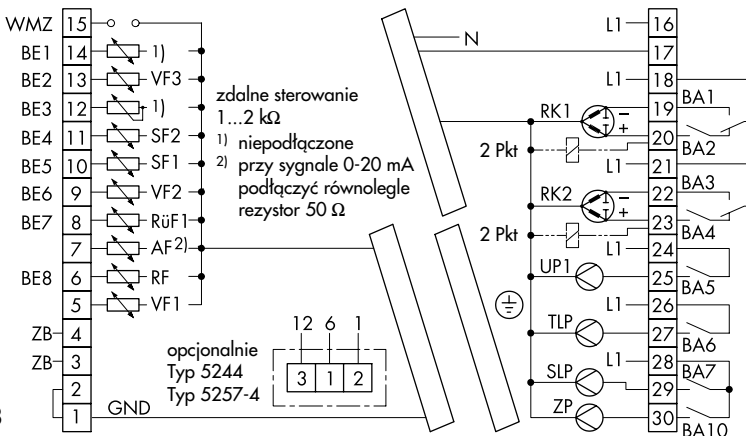 WMZ 15
BE1 14 1)
BE2 13 VF3
BE3 12 1)
BE4 11 SF2
BE5 10 SF1
BE6 9 VF2
BE7 8 RüF1
7 AF2)
BE8 6 RF
5 VF1
ZB 4
ZB 3
2
1 GND
zdalne sterowanie
1...2 kΩ
1) niepodłączone
2) przy sygnale 0-20 mA
podłączyć równolegle
rezystor 50 Ω
opcjonalnie
Typ 5244
Typ 5257-4
12 6 1
3 1 2
L1 16
N 17
L1 18
RK1 − 19 BA1
+ 20
2 Pkt BA2
L1 21
RK2 − 22 BA3
+ 23
2 Pkt BA4
L1 24
UP1 25 BA5
L1 26
TLP 27 BA6
L1 28
BA7
SLP 29
ZP 30 BA10